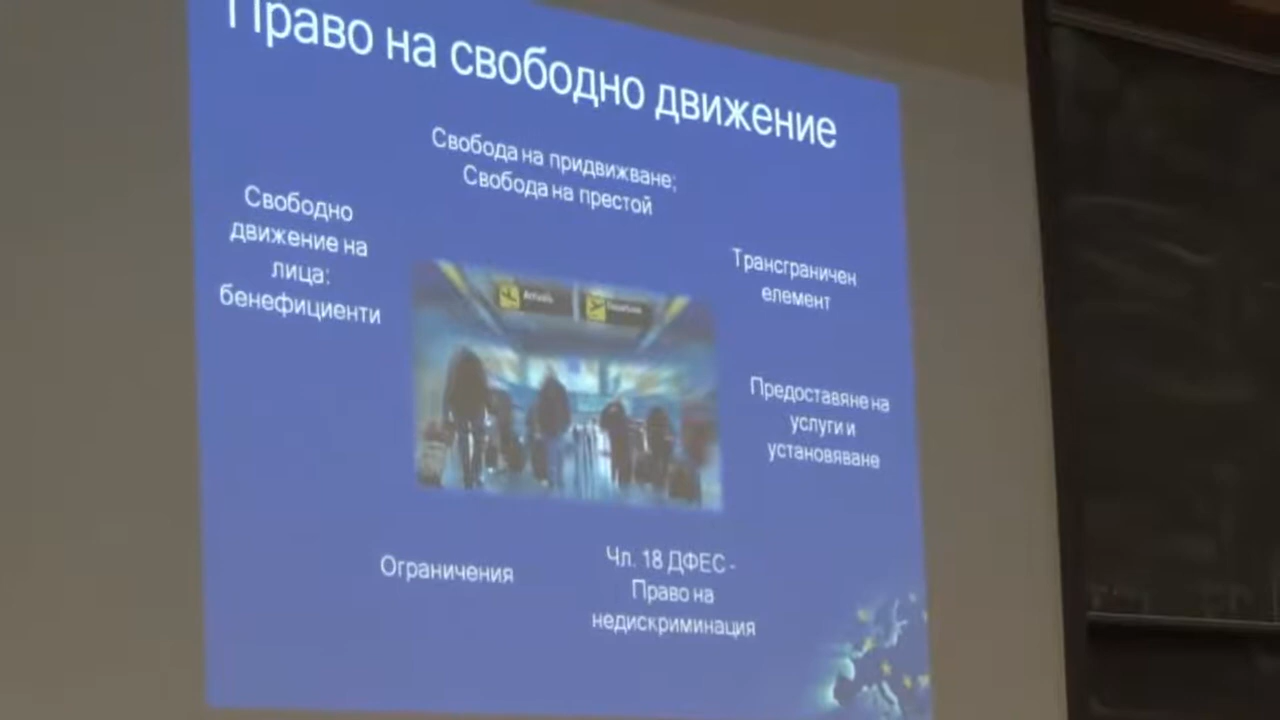 Право на свободно движение
Свобода на придвижване;
Свобода на престой
Свободно
движение на
лица:
бенефициенти
Трансграничен
елемент
Arrivals
Предоставяне на
услуги и
установяване
Ограничения
Чл. 18 ДФЕС -
Право на
недискриминация